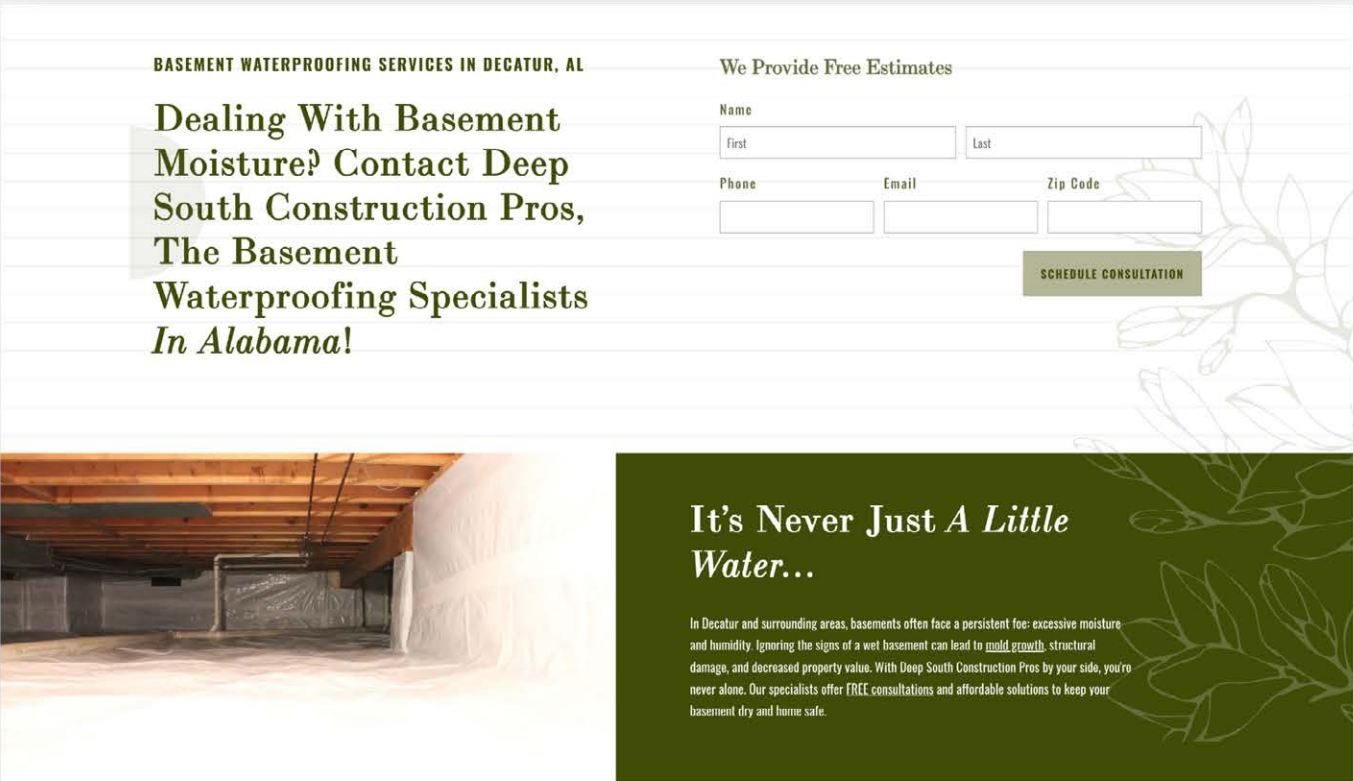 BASEMENT WATERPROOFING SERVICES IN DECATUR, AL
Dealing With Basement
Moisture? Contact Deep
South Construction Pros,
The Basement
Waterproofing Specialists
In Alabama!
We Provide Free Estimates
Name
First Last
Phone Email Zip Code
SCHEDULE CONSULTATION
It's Never Just A Little
Water...
In Decatur and surrounding areas, basements often face a persistent foe: excessive moisture
and humidity. Ignoring the signs of a wet basement can lead to mold growth, structural
damage, and decreased property value. With Deep South Construction Pros by your side, you're
never alone. Our specialists offer FREE consultations and affordable solutions to keep your
basement dry and home safe.